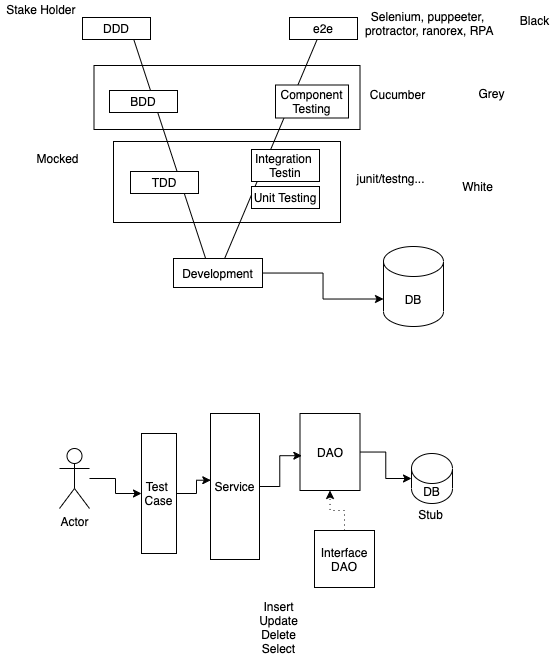 Stake Holder
DDD
e2e
Selenium, puppeeter,
protractor, ranorex, RPA
Black
BDD
Component
Testing
Cucumber
Grey
Mocked
TDD
Integration
Testin
Unit Testing
junit/testng...
White
Development
DB
Actor
Test
Case
Service
DAO
DB
Stub
Interface
DAO
Insert
Update
Delete
Select